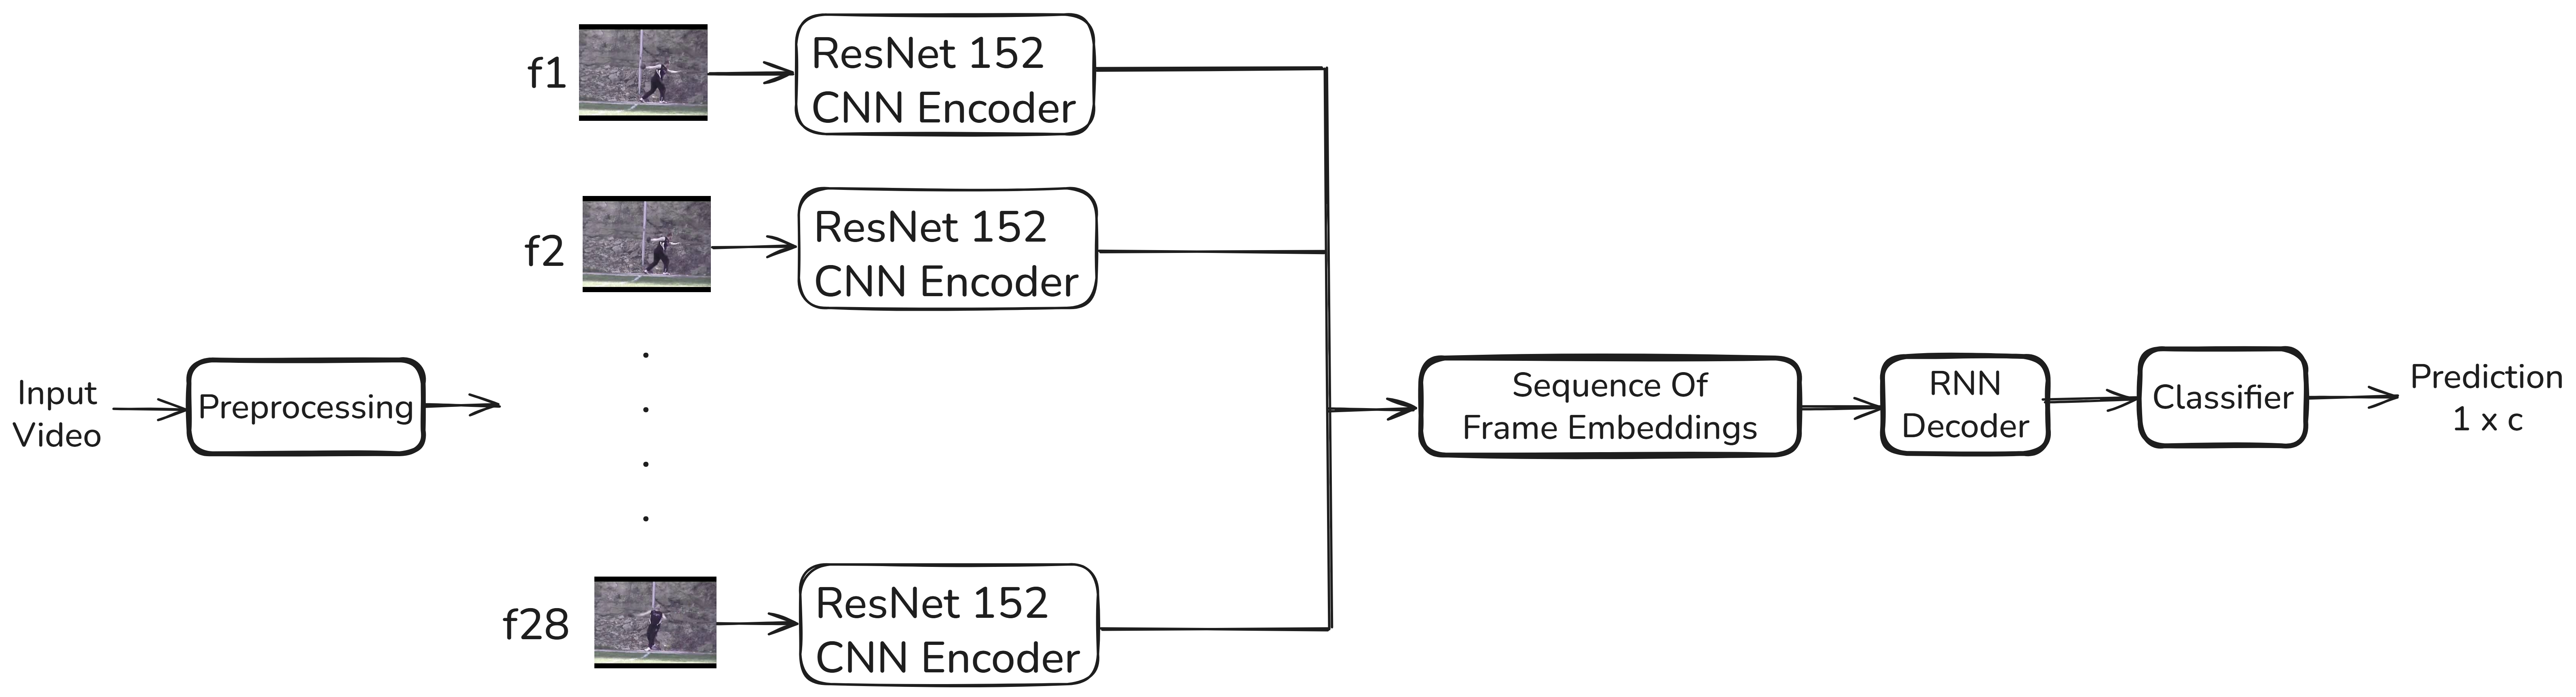 Input
Video
Preprocessing
f1
ResNet 152
CNN Encoder
f2
ResNet 152
CNN Encoder
f28
ResNet 152
CNN Encoder
Sequence Of
Frame Embeddings
RNN
Decoder
Classifier
Prediction
1 x c